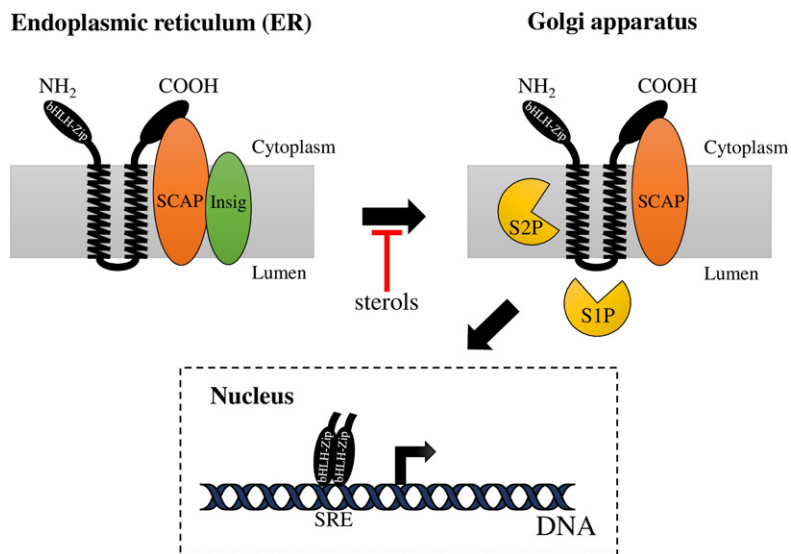 Endoplasmic reticulum (ER)
NH2
COOH
bHLH-Zip
Cytoplasm
SCAP
Insig
Lumen
sterols
Golgi apparatus
NH2
COOH
bHLH-Zip
Cytoplasm
S2P
SCAP
Lumen
S1P
Nucleus
bHLH-Zip
bHLH-Zip
SRE
DNA